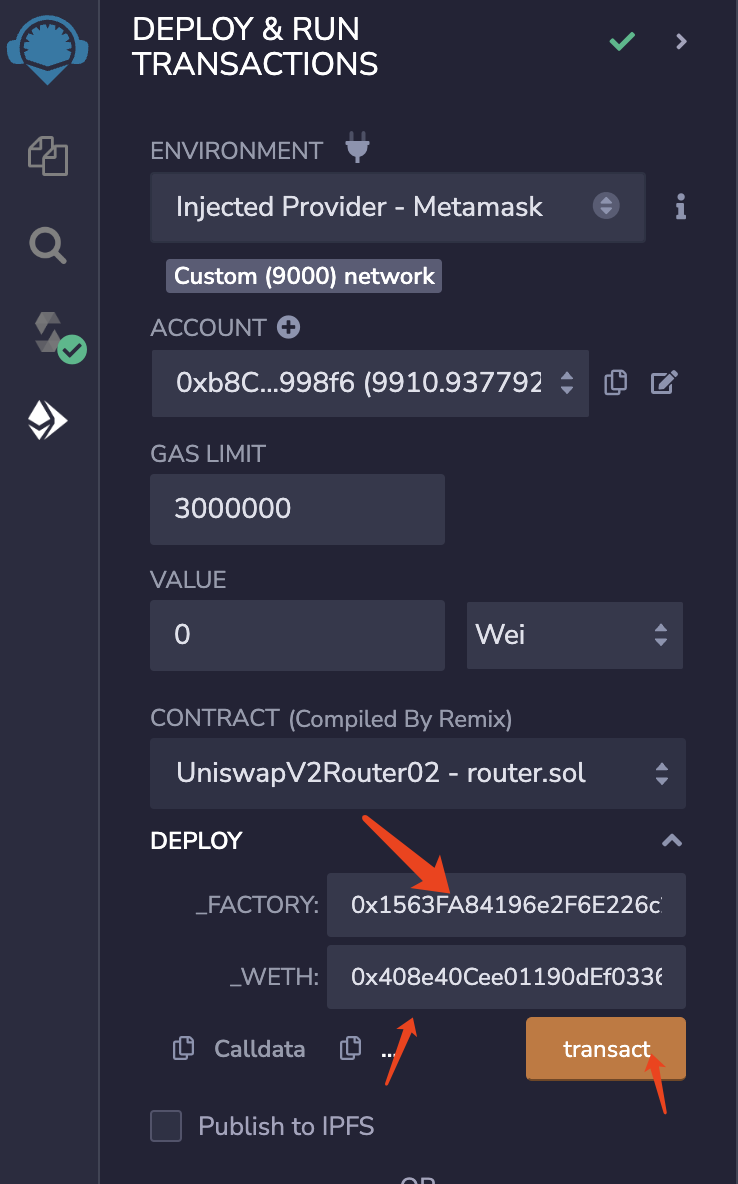 DEPLOY & RUN
TRANSACTIONS
ENVIRONMENT
Injected Provider - Metamask
Custom (9000) network
ACCOUNT
0xb8C...998f6 (9910.937792
GAS LIMIT
3000000
VALUE
0
Wei
CONTRACT (Compiled By Remix)
UniswapV2Router02 - router.sol
DEPLOY
_FACTORY: 0x1563FA84196e2F6E226c
_WETH: 0x408e40Cee01190dEf0336
Calldata ... transact
Publish to IPFS
OR